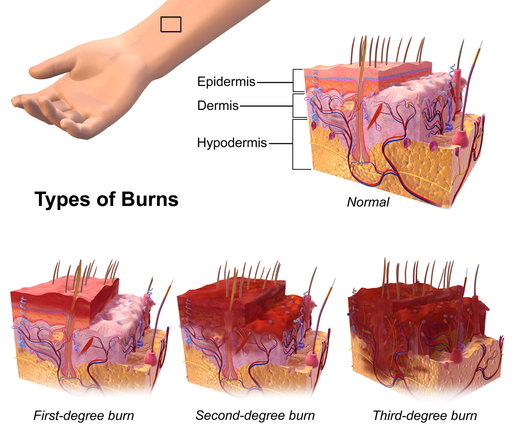 Epidermis
Dermis
Hypodermis
Types of Burns
Normal
First-degree burn
Second-degree burn
Third-degree burn